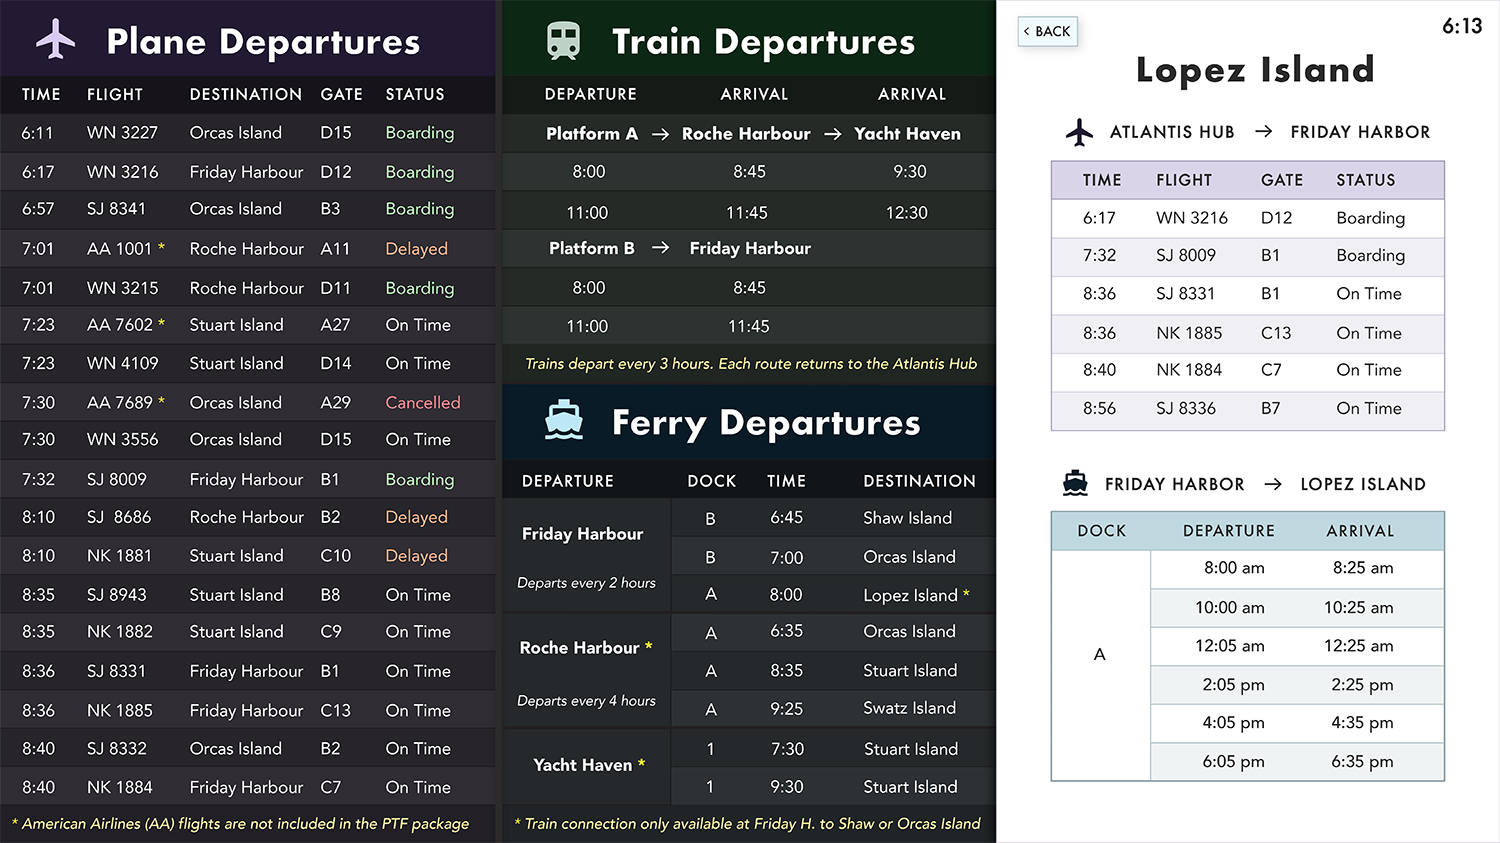 Plane Departures
TIME FLIGHT DESTINATION GATE STATUS
6:11 WN 3227 Orcas Island D15 Boarding
6:17 WN 3216 Friday Harbour D12 Boarding
6:57 SJ 8341 Orcas Island B3 Boarding
7:01 AA 1001 * Roche Harbour A11 Delayed
7:01 WN 3215 Roche Harbour D11 Boarding
7:23 AA 7602 * Stuart Island A27 On Time
7:23 WN 4109 Stuart Island D14 On Time
7:30 AA 7689 * Orcas Island A29 Cancelled
7:30 WN 3556 Orcas Island D15 On Time
7:32 SJ 8009 Friday Harbour B1 Boarding
8:10 SJ 8686 Roche Harbour B2 Delayed
8:10 NK 1881 Stuart Island C10 Delayed
8:35 SJ 8943 Stuart Island B8 On Time
8:35 NK 1882 Stuart Island C9 On Time
8:36 SJ 8331 Friday Harbour B1 On Time
8:36 NK 1885 Friday Harbour C13 On Time
8:40 SJ 8332 Orcas Island B2 On Time
8:40 NK 1884 Friday Harbour C7 On Time
* American Airlines (AA) flights are not included in the PTF package
Train Departures
DEPARTURE ARRIVAL ARRIVAL
Platform A → Roche Harbour → Yacht Haven
8:00 8:45 9:30
11:00 11:45 12:30
Platform B → Friday Harbour
8:00 8:45
11:00 11:45
Trains depart every 3 hours. Each route returns to the Atlantis Hub
Ferry Departures
DEPARTURE DOCK TIME DESTINATION
Friday Harbour
Departs every 2 hours
B 6:45 Shaw Island
B 7:00 Orcas Island
A 8:00 Lopez Island *
Roche Harbour *
Departs every 4 hours
A 6:35 Orcas Island
A 8:35 Stuart Island
A 9:25 Swatz Island
Yacht Haven *
1 7:30 Stuart Island
1 9:30 Stuart Island
* Train connection only available at Friday H. to Shaw or Orcas Island
< BACK
6:13
Lopez Island
ATLANTIS HUB → FRIDAY HARBOR
TIME FLIGHT GATE STATUS
6:17 WN 3216 D12 Boarding
7:32 SJ 8009 B1 Boarding
8:36 SJ 8331 B1 On Time
8:36 NK 1885 C13 On Time
8:40 NK 1884 C7 On Time
8:56 SJ 8336 B7 On Time
FRIDAY HARBOR → LOPEZ ISLAND
DOCK DEPARTURE ARRIVAL
A
8:00 am 8:25 am
10:00 am 10:25 am
12:05 am 12:25 am
2:05 pm 2:25 pm
4:05 pm 4:35 pm
6:05 pm 6:35 pm